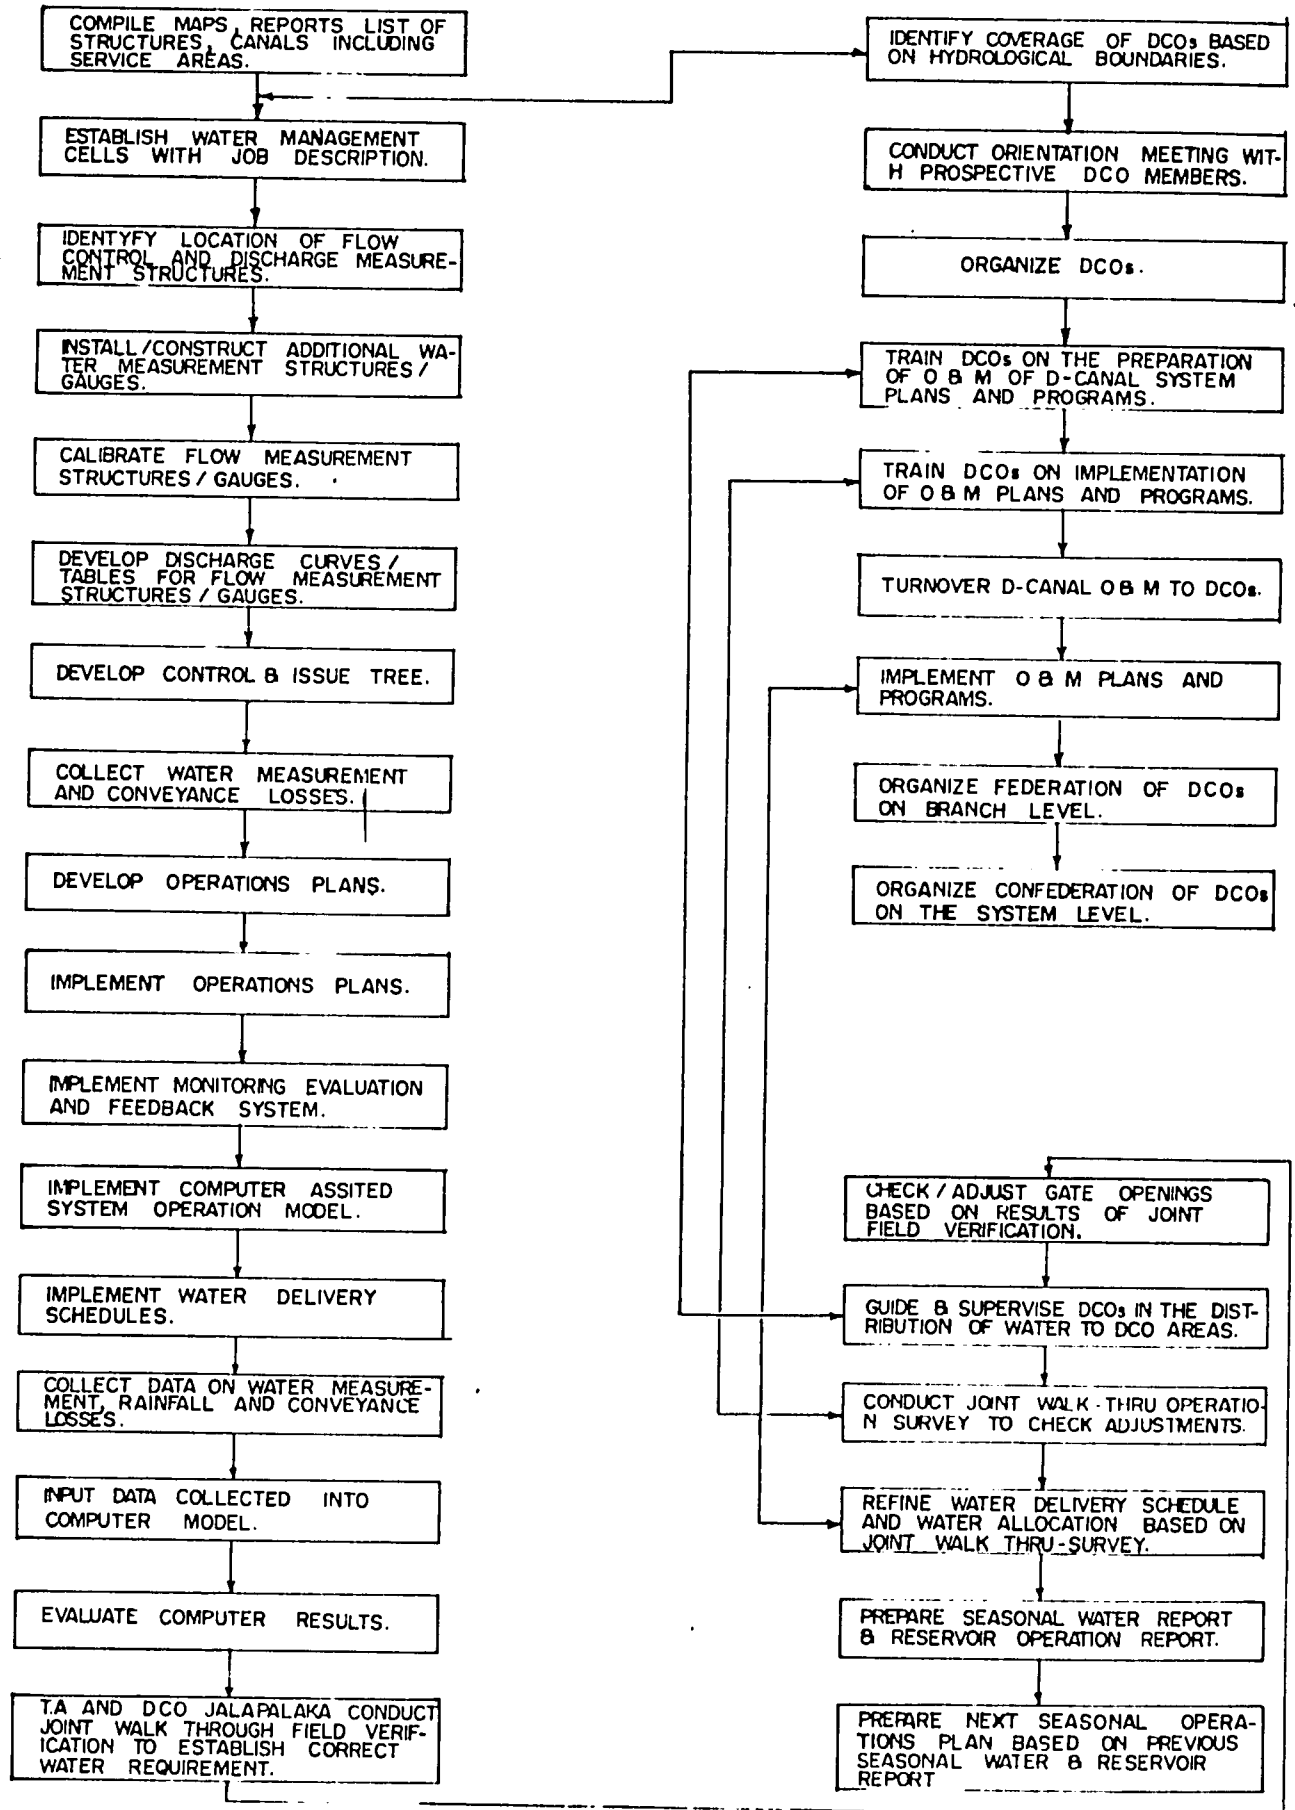 COMPILE MAPS, REPORTS LIST OF
STRUCTURES, CANALS INCLUDING
SERVICE AREAS.
ESTABLISH WATER MANAGEMENT
CELLS WITH JOB DESCRIPTION.
IDENTYFY LOCATION OF FLOW
CONTROL AND DISCHARGE MEASURE-
MENT STRUCTURES.
INSTALL/CONSTRUCT ADDITIONAL WA-
TER MEASUREMENT STRUCTURES/
GAUGES.
CALIBRATE FLOW MEASUREMENT
STRUCTURES / GAUGES.
DEVELOP DISCHARGE CURVES /
TABLES FOR FLOW MEASUREMENT
STRUCTURES / GAUGES.
DEVELOP CONTROL & ISSUE TREE.
COLLECT WATER MEASUREMENT
AND CONVEYANCE LOSSES.
DEVELOP OPERATIONS PLANS.
IMPLEMENT OPERATIONS PLANS.
IMPLEMENT MONITORING EVALUATION
AND FEEDBACK SYSTEM.
IMPLEMENT COMPUTER ASSITED
SYSTEM OPERATION MODEL.
IMPLEMENT WATER DELIVERY
SCHEDULES.
COLLECT DATA ON WATER MEASURE-
MENT, RAINFALL AND CONVEYANCE
LOSSES.
INPUT DATA COLLECTED INTO
COMPUTER MODEL.
EVALUATE COMPUTER RESULTS.
T.A AND DCO JALAPALAKA CONDUCT
JOINT WALK THROUGH FIELD VERIF-
ICATION TO ESTABLISH CORRECT
WATER REQUIREMENT.
IDENTIFY COVERAGE OF DCOs BASED
ON HYDROLOGICAL BOUNDARIES.
CONDUCT ORIENTATION MEETING WIT-
H PROSPECTIVE DCO MEMBERS.
ORGANIZE DCOs.
TRAIN DCOs ON THE PREPARATION
OF O & M OF D-CANAL SYSTEM
PLANS AND PROGRAMS.
TRAIN DCOs ON IMPLEMENTATION
OF O & M PLANS AND PROGRAMS.
TURNOVER D-CANAL O & M TO DCOs.
IMPLEMENT O & M PLANS AND
PROGRAMS.
ORGANIZE FEDERATION OF DCOs
ON BRANCH LEVEL.
ORGANIZE CONFEDERATION OF DCOs
ON THE SYSTEM LEVEL.
CHECK / ADJUST GATE OPENINGS
BASED ON RESULTS OF JOINT
FIELD VERIFICATION.
GUIDE & SUPERVISE DCOs IN THE DIST-
RIBUTION OF WATER TO DCO AREAS.
CONDUCT JOINT WALK - THRU OPERATIO-
N SURVEY TO CHECK ADJUSTMENTS.
REFINE WATER DELIVERY SCHEDULE
AND WATER ALLOCATION BASED ON
JOINT WALK THRU-SURVEY.
PREPARE SEASONAL WATER REPORT
& RESERVOIR OPERATION REPORT.
PREPARE NEXT SEASONAL OPERA-
TIONS PLAN BASED ON PREVIOUS
SEASONAL WATER & RESERVOIR
REPORT